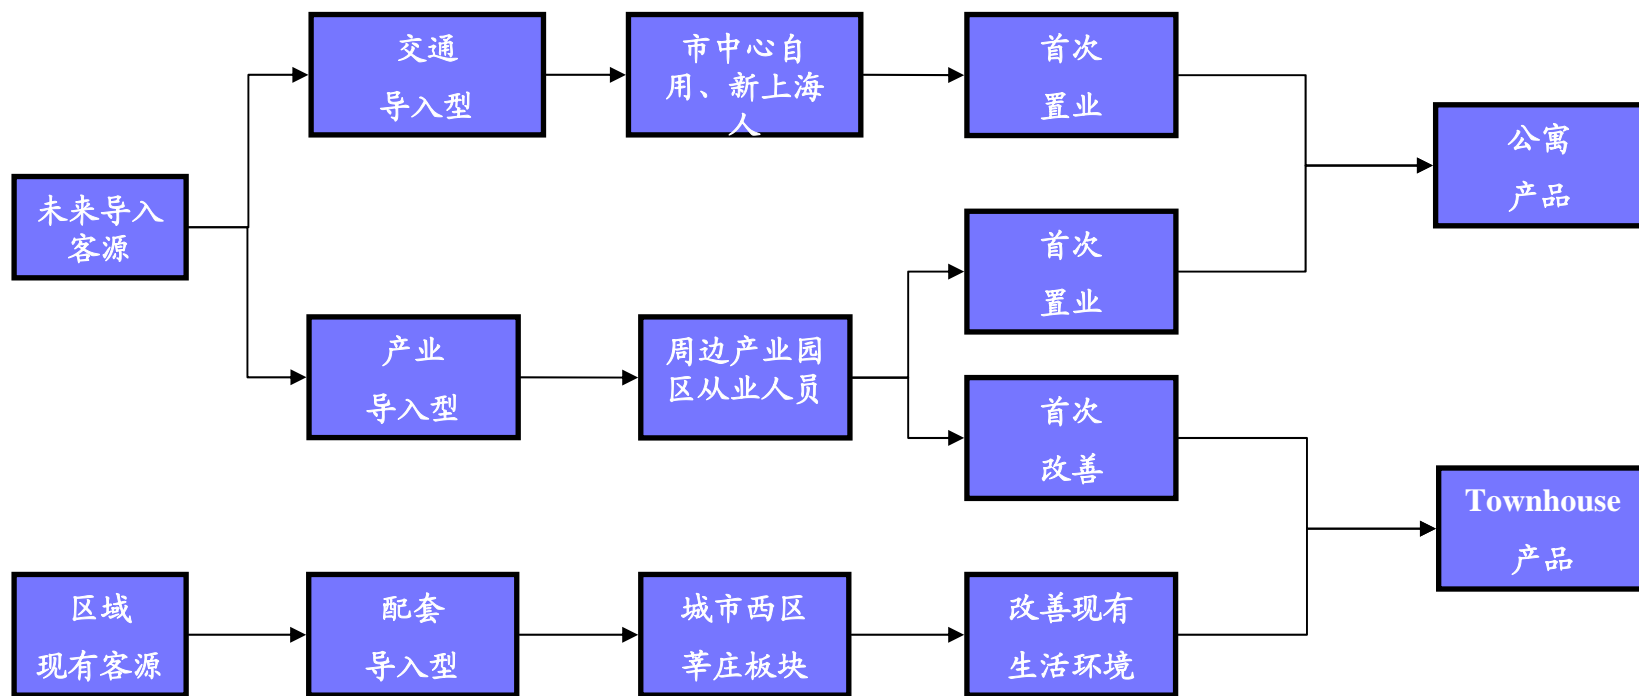 交通
导入型
市中心自
用、新上海
人
首次
置业
公寓
产品
未来导入
客源
首次
置业
产业
导入型
周边产业园
区从业人员
首次
改善
Townhouse
产品
区域
现有客源
配套
导入型
城市西区
莘庄板块
改善现有
生活环境